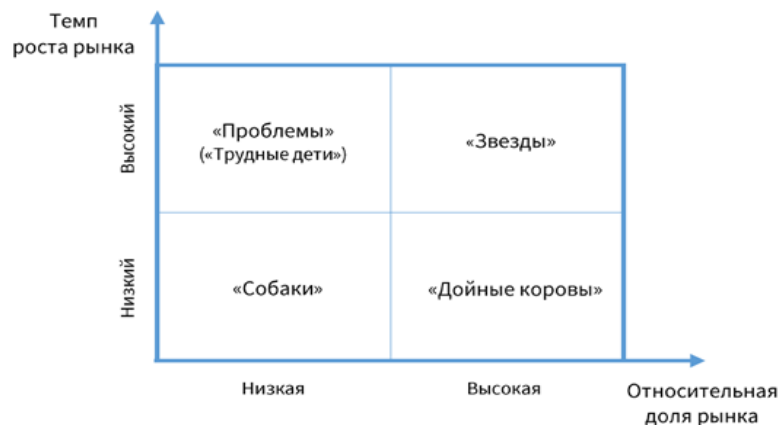 Темп
роста рынка
Высокий
«Проблемы»
(«Трудные дети»)
«Звезды»
Низкий
«Собаки»
«Дойные коровы»
Низкая
Высокая
Относительная
доля рынка